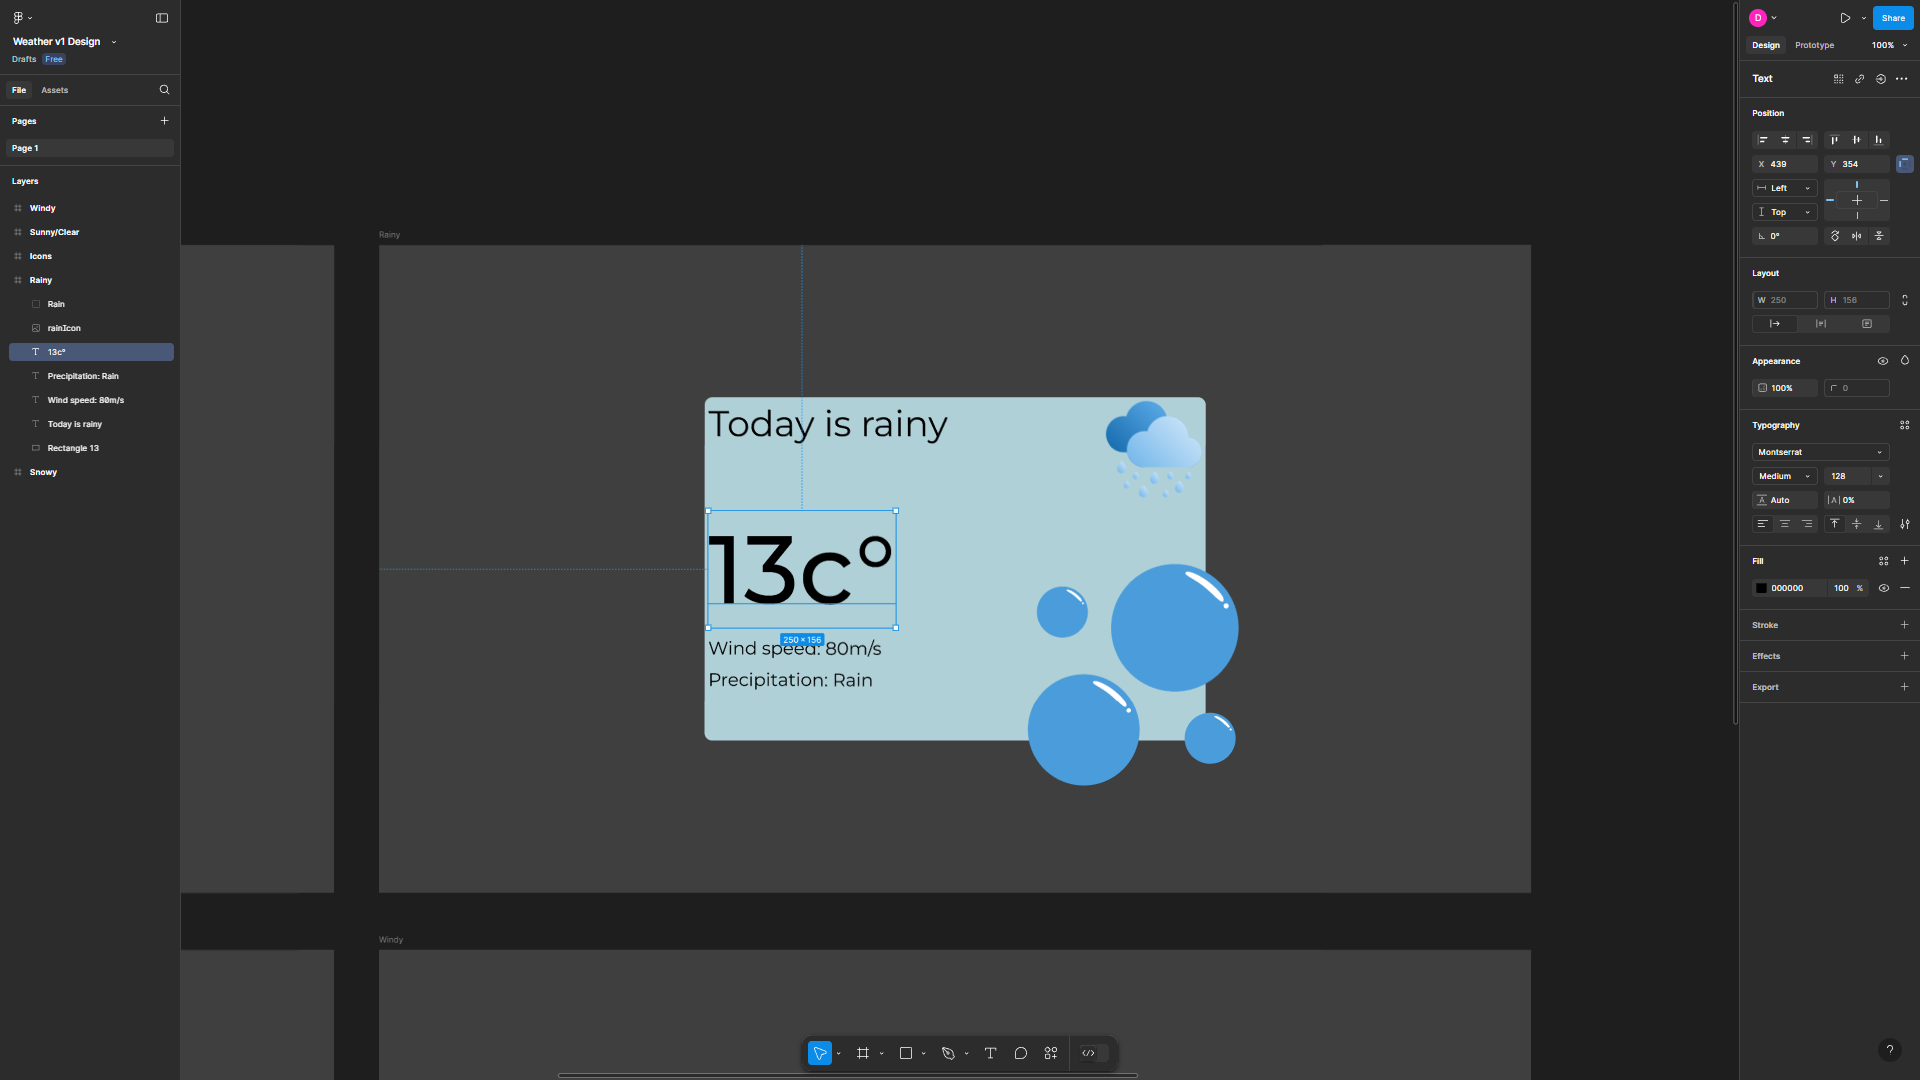 Weather v1 Design
Drafts Free
File Assets
Pages
Page 1
Layers
Windy
Sunny/Clear
Icons
Rainy
Rain
rainIcon
13c°
Precipitation: Rain
Wind speed: 80m/s
Today is rainy
Rectangle 13
Snowy
Rainy
Today is rainy
13c°
250 × 156
Wind speed: 80m/s
Precipitation: Rain
Windy
D
Share
Design Prototype 100%
Text
Position
X 439 Y 354
Left
Top
0°
Layout
W 250 H 156
Appearance
100% 0
Typography
Montserrat
Medium 128
Auto |A| 0%
Fill
000000 100 %
Stroke
Effects
Export
?